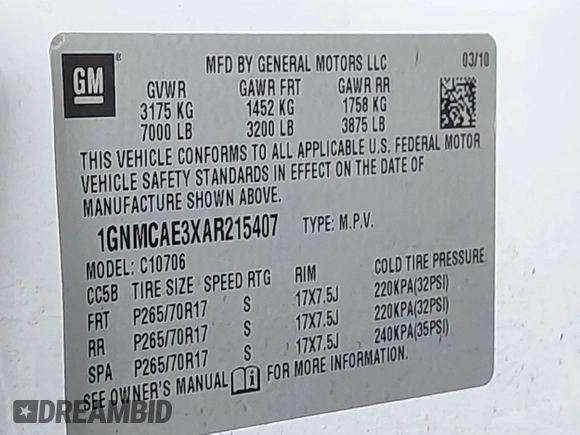 GM
MFD BY GENERAL MOTORS LLC 03/10
GVWR GAWR FRT GAWR RR
3175 KG 1452 KG 1758 KG
7000 LB 3200 LB 3875 LB
THIS VEHICLE CONFORMS TO ALL APPLICABLE U.S. FEDERAL MOTOR
VEHICLE SAFETY STANDARDS IN EFFECT ON THE DATE OF
MANUFACTURE SHOWN ABOVE.
1GNMCAE3XAR215407 TYPE: M.P.V.
MODEL: C10706
CC5B TIRE SIZE SPEED RTG RIM COLD TIRE PRESSURE
FRT P265/70R17 S 17X7.5J 220KPA(32PSI)
RR P265/70R17 S 17X7.5J 220KPA(32PSI)
SPA P265/70R17 S 17X7.5J 240KPA(35PSI)
SEE OWNER'S MANUAL FOR MORE INFORMATION.
DREAMBID